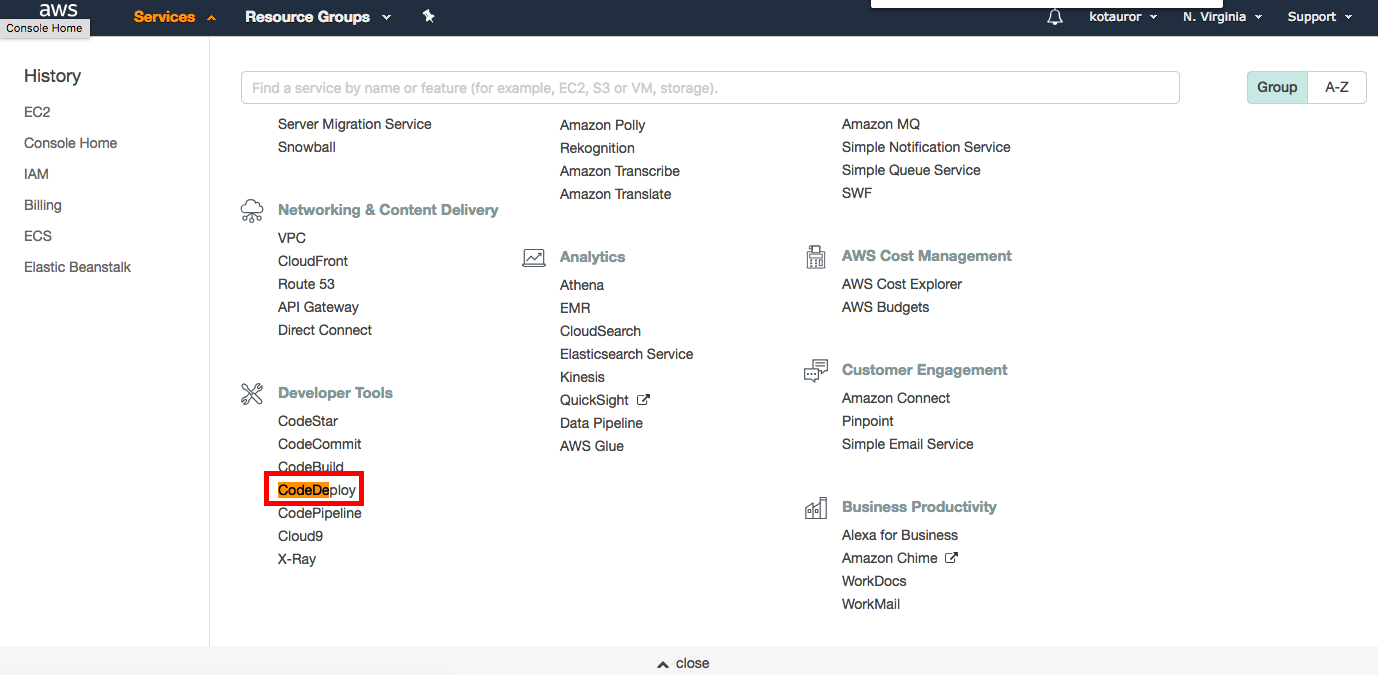 aws
Services
Resource Groups
kotauror
N. Virginia
Support
Console Home
History
EC2
Console Home
IAM
Billing
ECS
Elastic Beanstalk
Find a service by name or feature (for example, EC2, S3 or VM, storage).
Group
A-Z
Server Migration Service
Snowball
Networking & Content Delivery
VPC
CloudFront
Route 53
API Gateway
Direct Connect
Developer Tools
CodeStar
CodeCommit
CodeBuild
CodeDeploy
CodePipeline
Cloud9
X-Ray
Amazon Polly
Rekognition
Amazon Transcribe
Amazon Translate
Analytics
Athena
EMR
CloudSearch
Elasticsearch Service
Kinesis
QuickSight
Data Pipeline
AWS Glue
Amazon MQ
Simple Notification Service
Simple Queue Service
SWF
AWS Cost Management
AWS Cost Explorer
AWS Budgets
Customer Engagement
Amazon Connect
Pinpoint
Simple Email Service
Business Productivity
Alexa for Business
Amazon Chime
WorkDocs
WorkMail
close